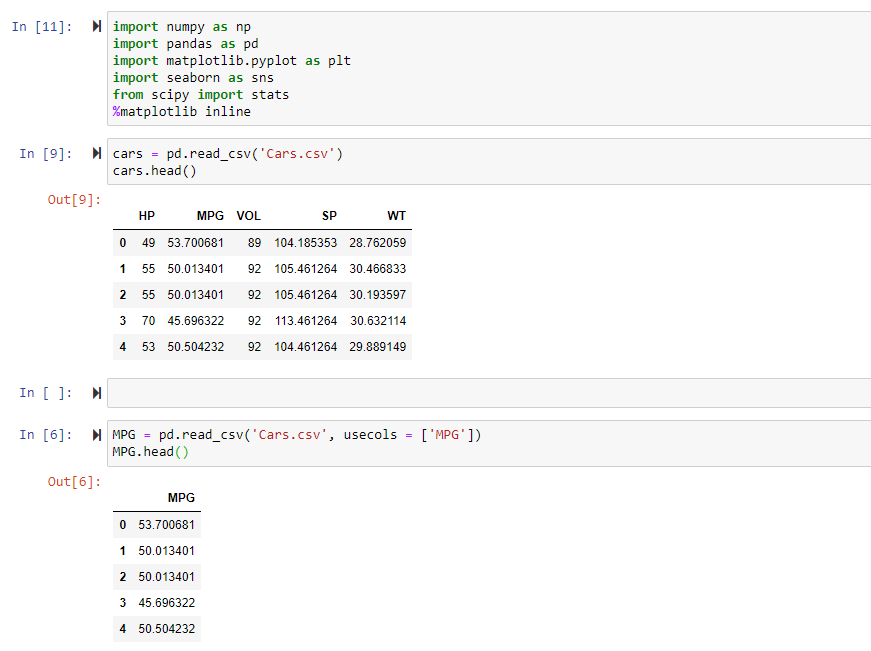 In [11]: import numpy as np
import pandas as pd
import matplotlib.pyplot as plt
import seaborn as sns
from scipy import stats
%matplotlib inline
In [9]: cars = pd.read_csv('Cars.csv')
cars.head()
Out[9]:
HP MPG VOL SP WT
0 49 53.700681 89 104.185353 28.762059
1 55 50.013401 92 105.461264 30.466833
2 55 50.013401 92 105.461264 30.193597
3 70 45.696322 92 113.461264 30.632114
4 53 50.504232 92 104.461264 29.889149
In [ ]:
In [6]: MPG = pd.read_csv('Cars.csv', usecols = ['MPG'])
MPG.head()
Out[6]:
MPG
0 53.700681
1 50.013401
2 50.013401
3 45.696322
4 50.504232